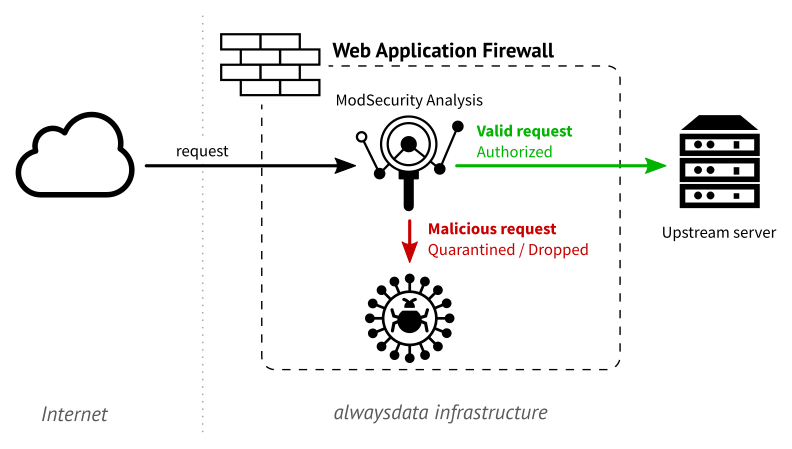 Web Application Firewall
ModSecurity Analysis
request
Valid request
Authorized
Upstream server
Malicious request
Quarantined / Dropped
Internet
alwaysdata infrastructure